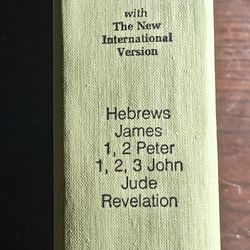 with
The New
International
Version
Hebrews
James
1, 2 Peter
1, 2, 3 John
Jude
Revelation